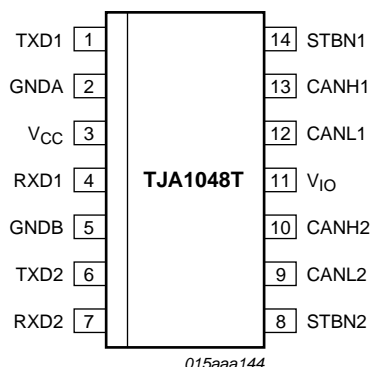 TXD1 1 14 STBN1
GNDA 2 13 CANH1
VCC 3 12 CANL1
RXD1 4 TJA1048T 11 VIO
GNDB 5 10 CANH2
TXD2 6 9 CANL2
RXD2 7 8 STBN2
015aaa144